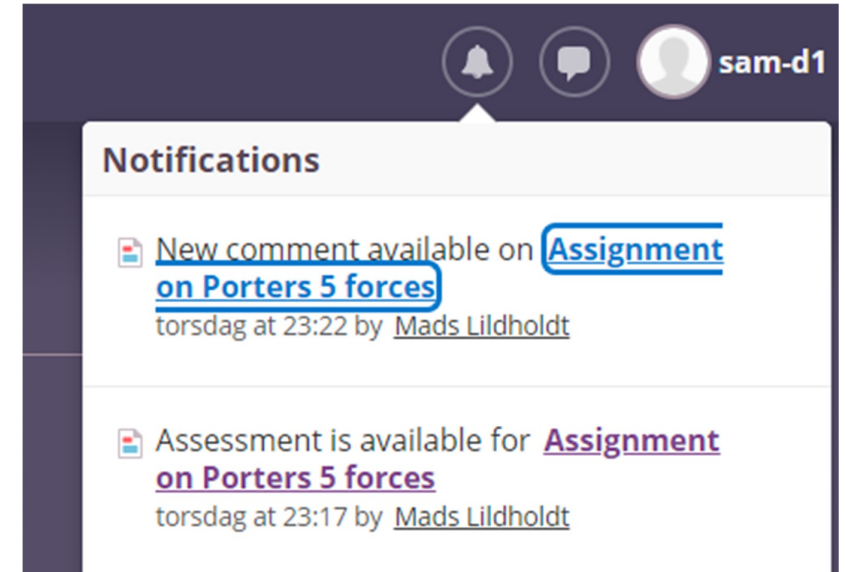 sam-d1
Notifications
New comment available on Assignment
on Porters 5 forces
torsdag at 23:22 by Mads Lildholdt
Assessment is available for Assignment
on Porters 5 forces
torsdag at 23:17 by Mads Lildholdt